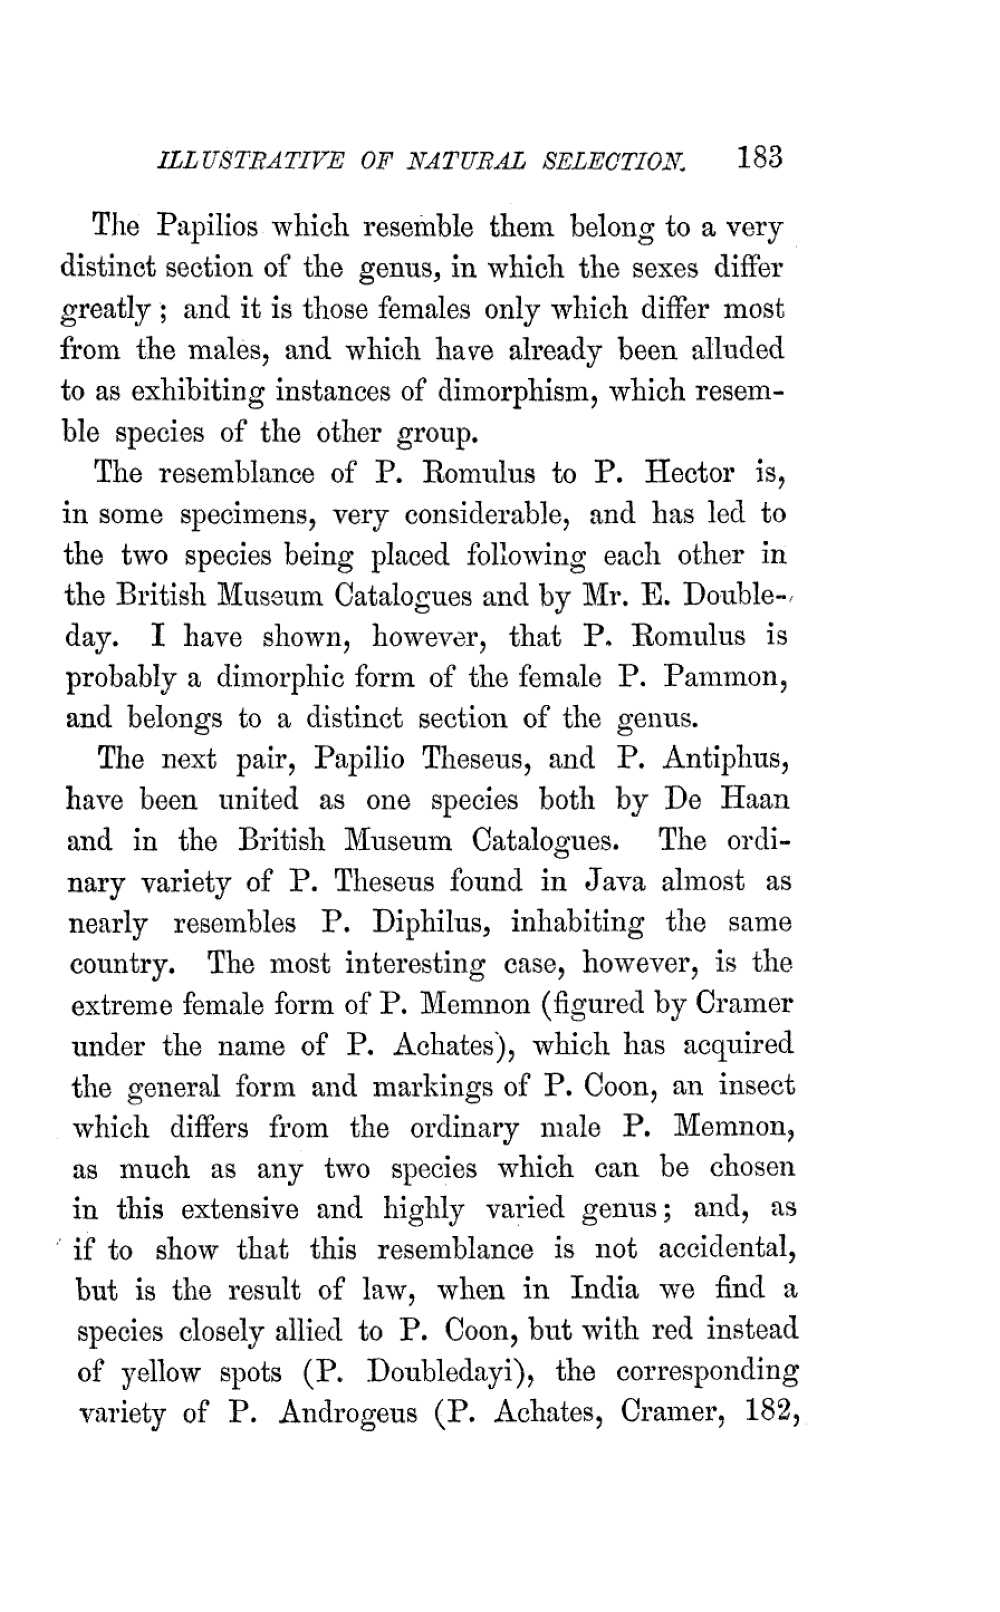 ILLUSTRATIVE OF NATURAL SELECTION. 183
The Papilios which resemble them belong to a very
distinct section of the genus, in which the sexes differ
greatly ; and it is those females only which differ most
from the males, and which have already been alluded
to as exhibiting instances of dimorphism, which resem-
ble species of the other group.
The resemblance of P. Romulus to P. Hector is,
in some specimens, very considerable, and has led to
the two species being placed following each other in
the British Museum Catalogues and by Mr. E. Double-
day. I have shown, however, that P. Romulus is
probably a dimorphic form of the female P. Pammon,
and belongs to a distinct section of the genus.
The next pair, Papilio Theseus, and P. Antiphus,
have been united as one species both by De Haan
and in the British Museum Catalogues. The ordi-
nary variety of P. Theseus found in Java almost as
nearly resembles P. Diphilus, inhabiting the same
country. The most interesting case, however, is the
extreme female form of P. Memnon (figured by Cramer
under the name of P. Achates), which has acquired
the general form and markings of P. Coon, an insect
which differs from the ordinary male P. Memnon,
as much as any two species which can be chosen
in this extensive and highly varied genus; and, as
if to show that this resemblance is not accidental,
but is the result of law, when in India we find a
species closely allied to P. Coon, but with red instead
of yellow spots (P. Doubledayi), the corresponding
variety of P. Androgeus (P. Achates, Cramer, 182,